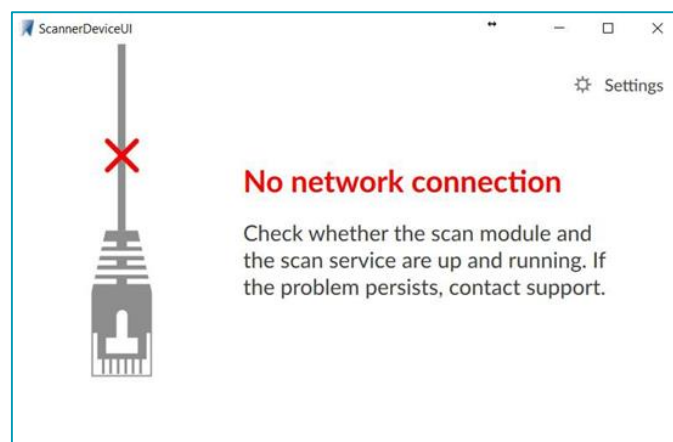 ScannerDeviceUI
Settings
No network connection
Check whether the scan module and
the scan service are up and running. If
the problem persists, contact support.